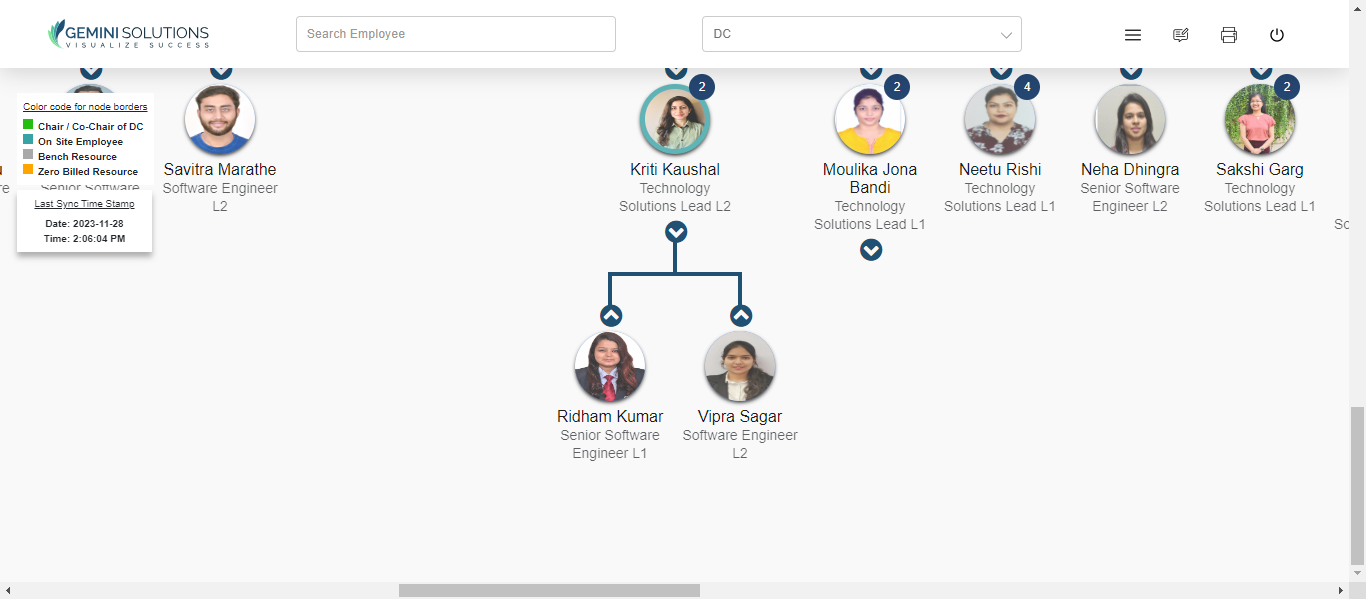 GEMINI SOLUTIONS
VISUALIZE SUCCESS
Search Employee
DC
Color code for node borders
Chair / Co-Chair of DC
On Site Employee
Bench Resource
Zero Billed Resource
Senior Software
Last Sync Time Stamp
Date: 2023-11-28
Time: 2:06:04 PM
Savitra Marathe
Software Engineer
L2
2
Kriti Kaushal
Technology
Solutions Lead L2
2
Moulika Jona
Bandi
Technology
Solutions Lead L1
4
Neetu Rishi
Technology
Solutions Lead L1
Neha Dhingra
Senior Software
Engineer L2
2
Sakshi Garg
Technology
Solutions Lead L1
Ridham Kumar
Senior Software
Engineer L1
Vipra Sagar
Software Engineer
L2